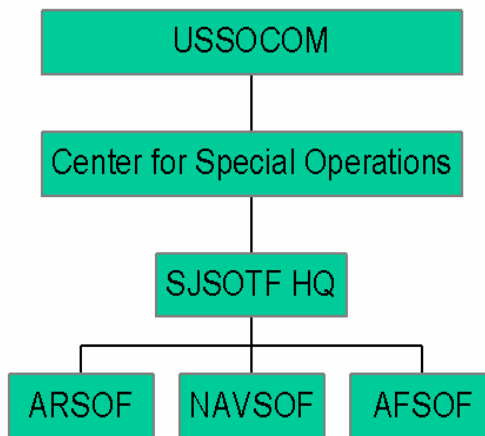 USSOCOM
Center for Special Operations
SJSOTF HQ
ARSOF
NAVSOF
AFSOF